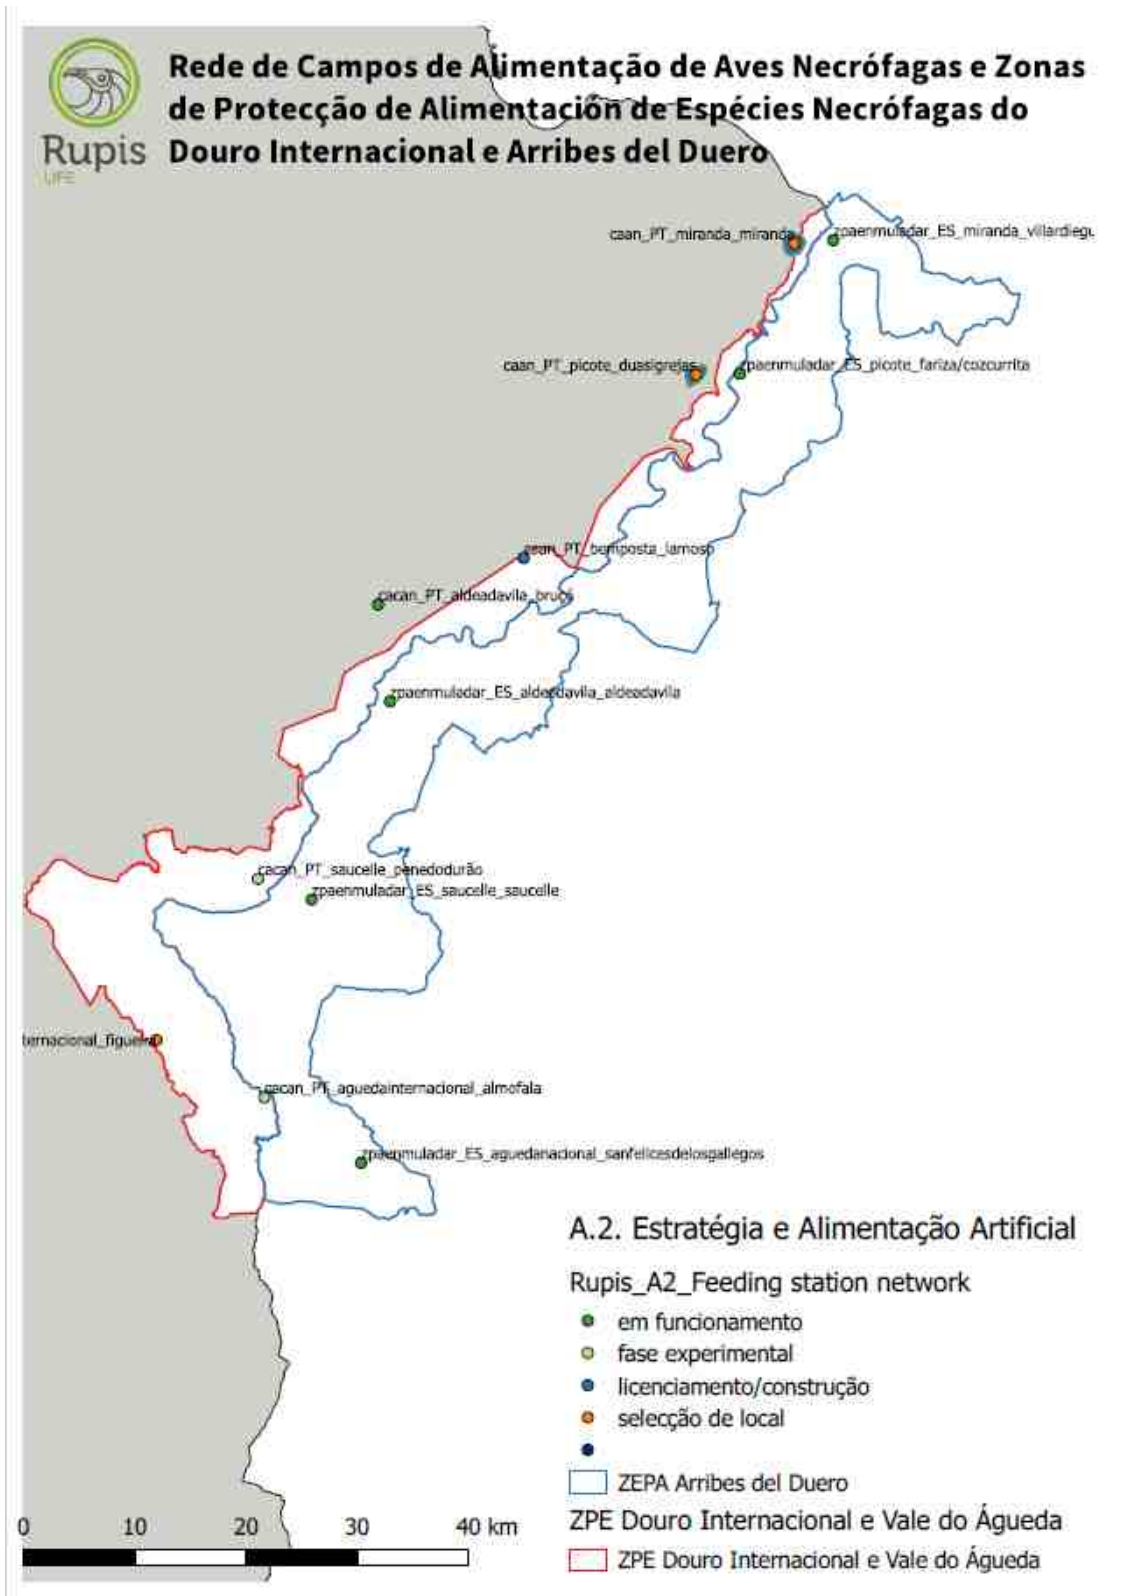 Rede de Campos de Alimentação de Aves Necrófagas e Zonas
de Protecção de Alimentación de Espécies Necrófagas do
Douro Internacional e Arribes del Duero
Rupis
LIFE
caan_PT_miranda_miranda
zpaenmuladar_ES_miranda_villardiegu
caan_PT_picote_duasigrejas
zpaenmuladar_ES_picote_fariza/cozcurrita
caan_PT_bemposta_lamoso
cacan_PT_aldeadavila_bruçó
zpaenmuladar_ES_aldeadavila_aldeadavila
cacan_PT_saucelle_penedodurão
zpaenmuladar_ES_saucelle_saucelle
ternacional_figueira
cacan_PT_aguedainternacional_almofala
zpaenmuladar_ES_aguedanacional_sanfelicesdelosgallegos
A.2. Estratégia e Alimentação Artificial
Rupis_A2_Feeding station network
em funcionamento
fase experimental
licenciamento/construção
selecção de local
ZEPA Arribes del Duero
ZPE Douro Internacional e Vale do Águeda
ZPE Douro Internacional e Vale do Águeda
0 10 20 30 40 km